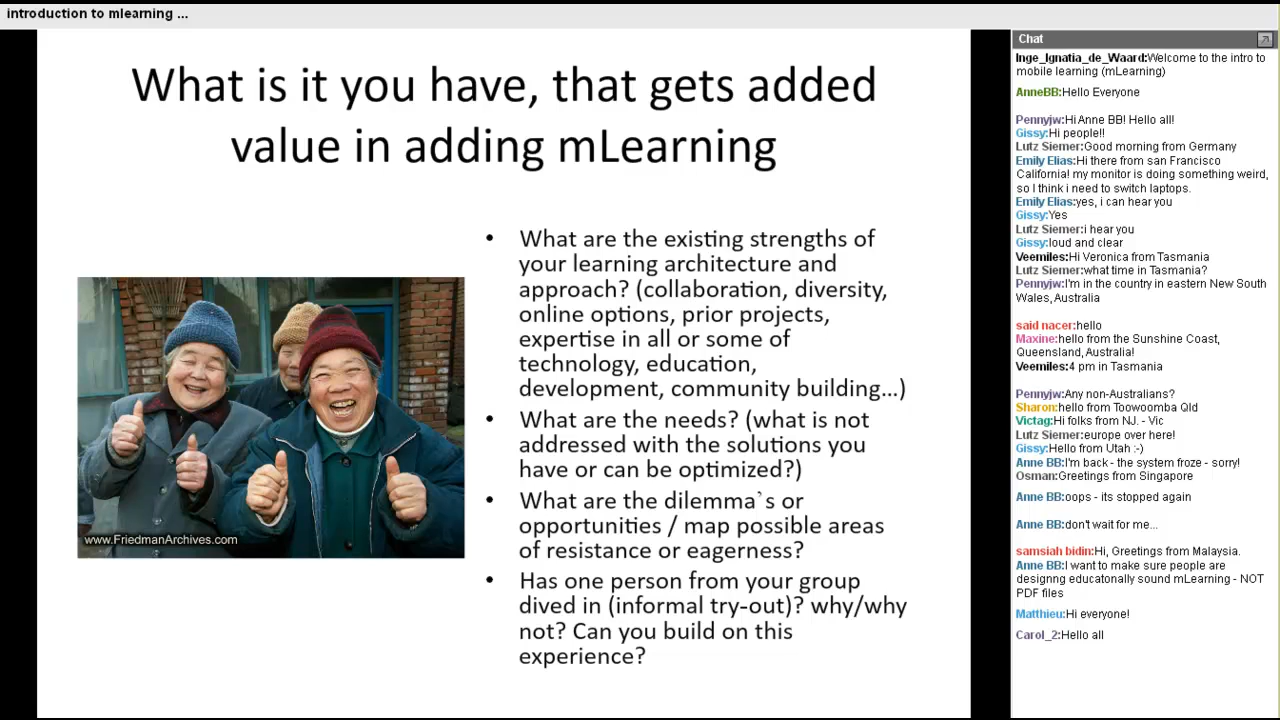 introduction to mlearning ...
What is it you have, that gets added
value in adding mLearning
www.FriedmanArchives.com
• What are the existing strengths of
your learning architecture and
approach? (collaboration, diversity,
online options, prior projects,
expertise in all or some of
technology, education,
development, community building…)
• What are the needs? (what is not
addressed with the solutions you
have or can be optimized?)
• What are the dilemma’s or
opportunities / map possible areas
of resistance or eagerness?
• Has one person from your group
dived in (informal try-out)? why/why
not? Can you build on this
experience?
Chat
Inge_Ignatia_de_Waard:Welcome to the intro to
mobile learning (mLearning)
AnneBB:Hello Everyone
Pennyjw:Hi Anne BB! Hello all!
Gissy:Hi people!!
Lutz Siemer:Good morning from Germany
Emily Elias:Hi there from san Francisco
California! my monitor is doing something weird,
so I think i need to switch laptops.
Emily Elias:yes, i can hear you
Gissy:Yes
Lutz Siemer:i hear you
Gissy:loud and clear
Veemiles:Hi Veronica from Tasmania
Lutz Siemer:what time in Tasmania?
Pennyjw:I'm in the country in eastern New South
Wales, Australia
said nacer:hello
Maxine:hello from the Sunshine Coast,
Queensland, Australia!
Veemiles:4 pm in Tasmania
Pennyjw:Any non-Australians?
Sharon:hello from Toowoomba Qld
Victag:Hi folks from NJ. - Vic
Lutz Siemer:europe over here!
Gissy:Hello from Utah :-)
Anne BB:I'm back - the system froze - sorry!
Osman:Greetings from Singapore
Anne BB:oops - its stopped again
Anne BB:don't wait for me...
samsiah bidin:Hi, Greetings from Malaysia.
Anne BB:I want to make sure people are
designng educatonally sound mLearning - NOT
PDF files
Matthieu:Hi everyone!
Carol_2:Hello all